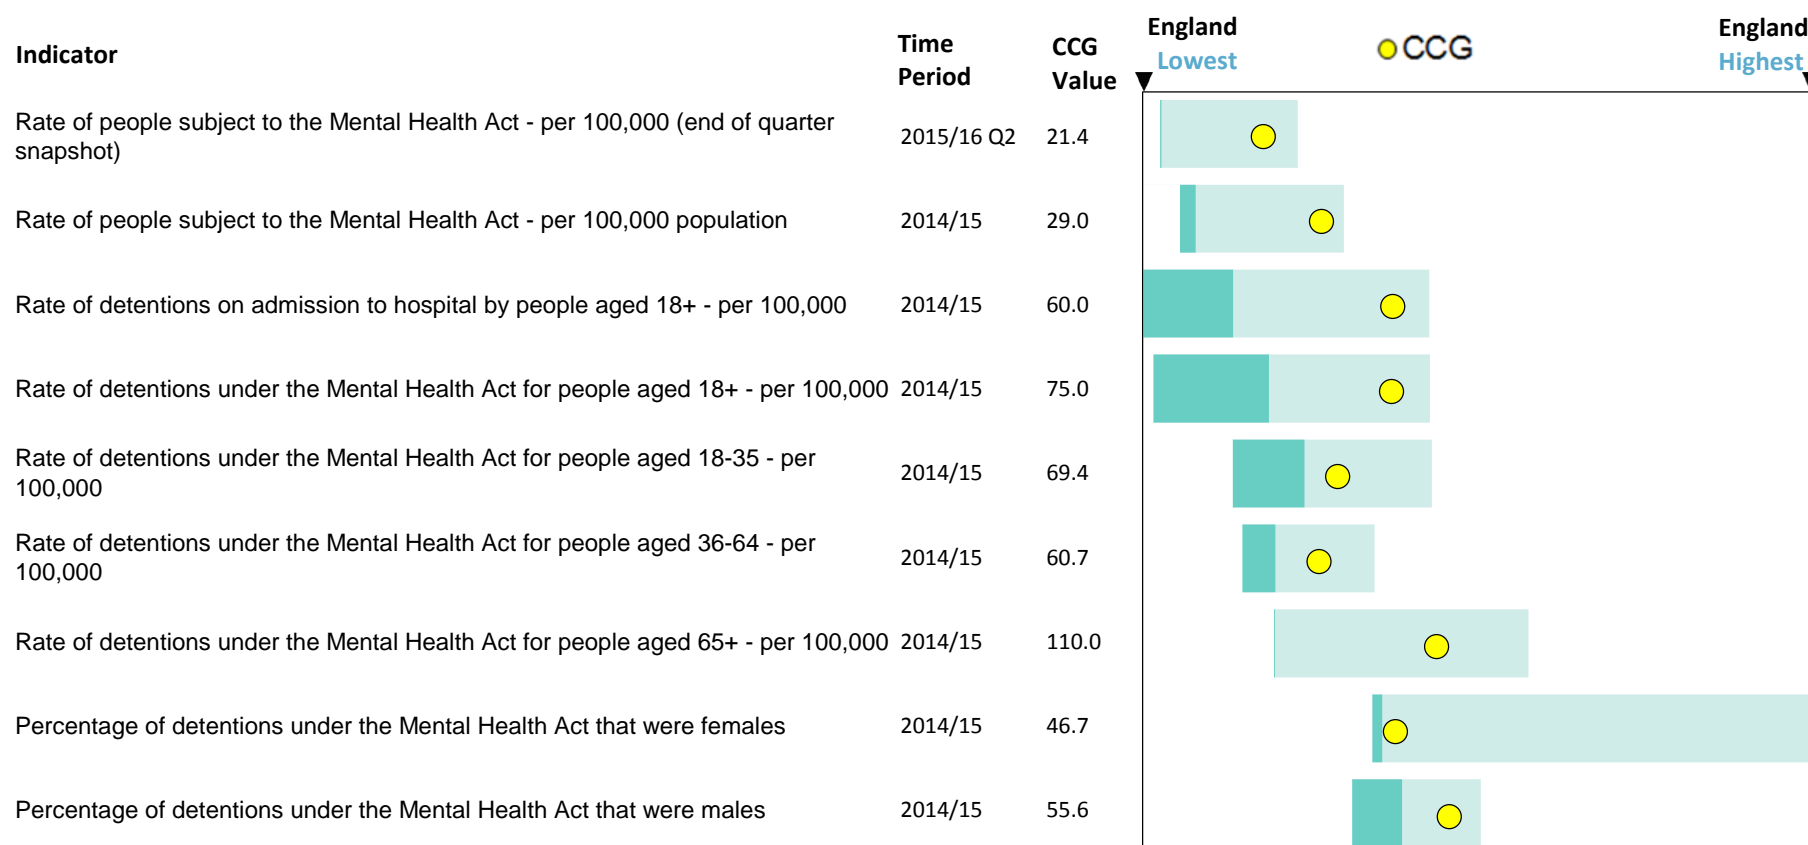 Indicator
Time Period
CCG Value
England Lowest
CCG
England Highest
Rate of people subject to the Mental Health Act - per 100,000 (end of quarter
snapshot)
2015/16 Q2 21.4
Rate of people subject to the Mental Health Act - per 100,000 population 2014/15 29.0
Rate of detentions on admission to hospital by people aged 18+ - per 100,000 2014/15 60.0
Rate of detentions under the Mental Health Act for people aged 18+ - per 100,000 2014/15 75.0
Rate of detentions under the Mental Health Act for people aged 18-35 - per
100,000
2014/15 69.4
Rate of detentions under the Mental Health Act for people aged 36-64 - per
100,000
2014/15 60.7
Rate of detentions under the Mental Health Act for people aged 65+ - per 100,000 2014/15 110.0
Percentage of detentions under the Mental Health Act that were females 2014/15 46.7
Percentage of detentions under the Mental Health Act that were males 2014/15 55.6